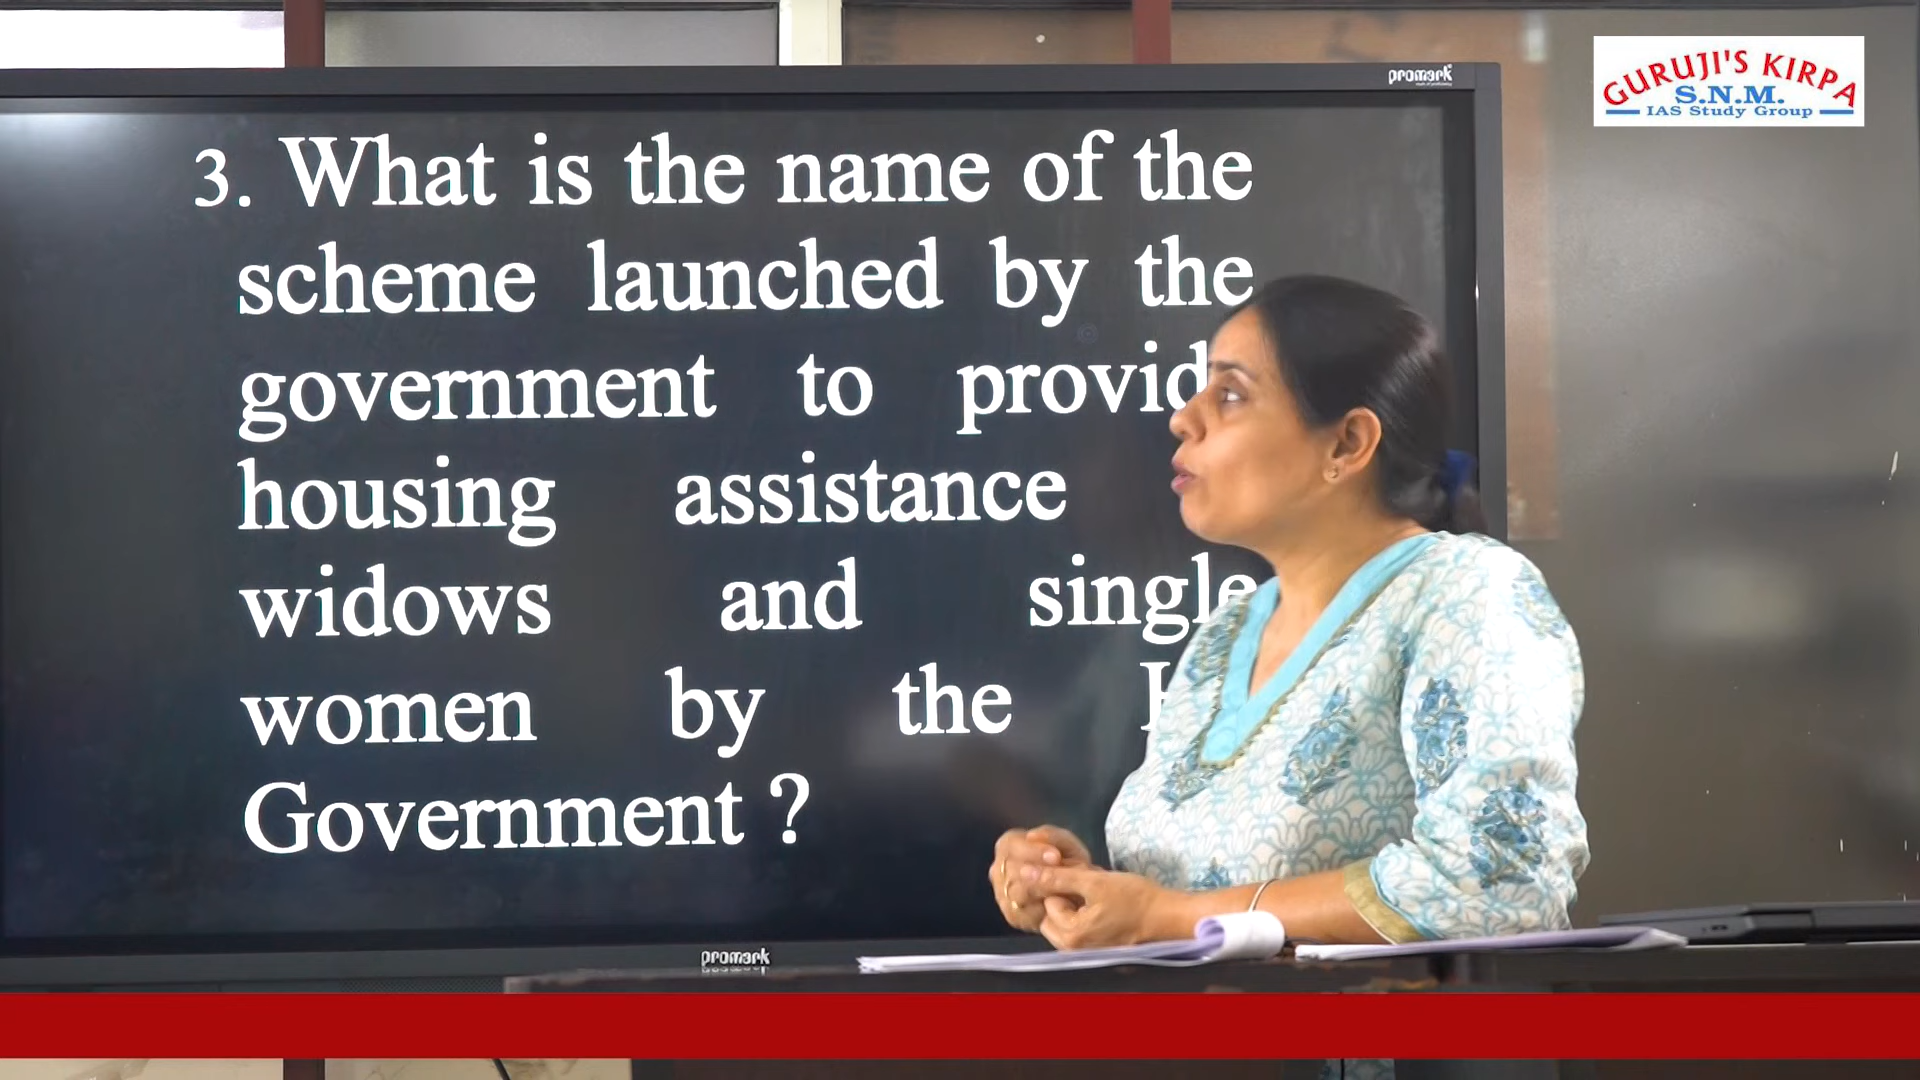 promark
GURUJI'S KIRPA
S.N.M.
IAS Study Group
3. What is the name of the
scheme launched by the
government to
housing assistance
widows and single
women by the
Government ?
promark